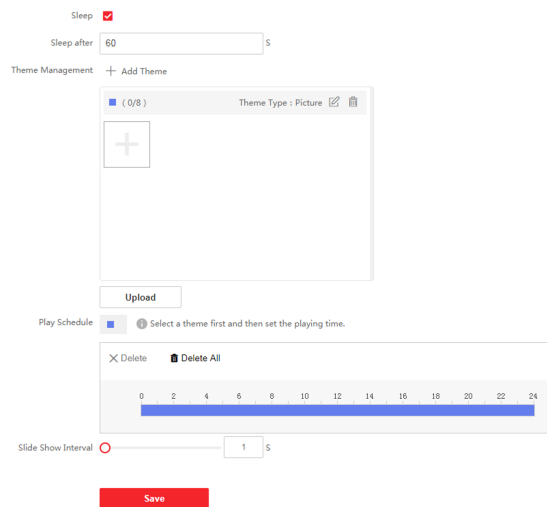 Sleep
Sleep after 60 S
Theme Management + Add Theme
( 0/8 ) Theme Type : Picture
Upload
Play Schedule Select a theme first and then set the playing time.
Delete Delete All
0 2 4 6 8 10 12 14 16 18 20 22 24
Slide Show Interval 1 S
Save